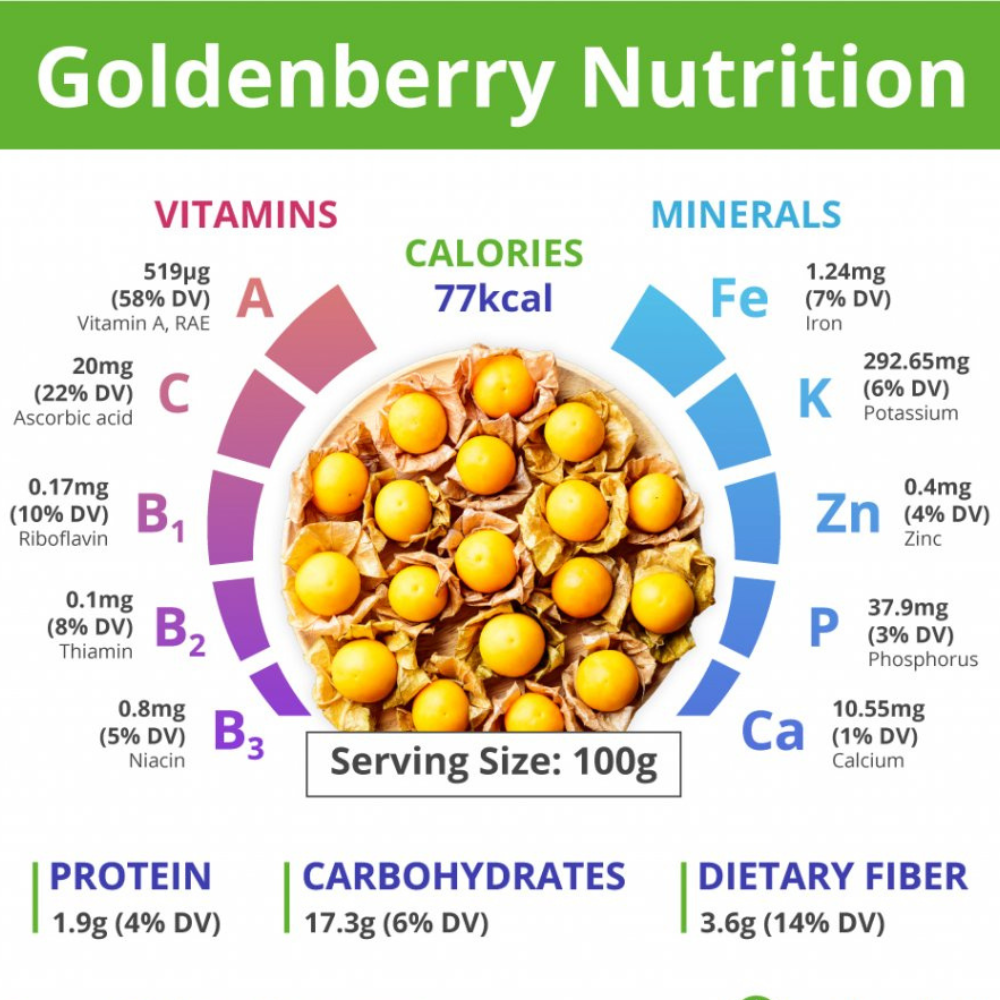 Goldenberry Nutrition
VITAMINS
519µg
(58% DV)
Vitamin A, RAE
A
20mg
(22% DV)
Ascorbic acid
C
0.17mg
(10% DV)
Riboflavin
B1
0.1mg
(8% DV)
Thiamin
B2
0.8mg
(5% DV)
Niacin
B3
CALORIES
77kcal
MINERALS
Fe
1.24mg
(7% DV)
Iron
K
292.65mg
(6% DV)
Potassium
Zn
0.4mg
(4% DV)
Zinc
P
37.9mg
(3% DV)
Phosphorus
Ca
10.55mg
(1% DV)
Calcium
Serving Size: 100g
PROTEIN
1.9g (4% DV)
CARBOHYDRATES
17.3g (6% DV)
DIETARY FIBER
3.6g (14% DV)